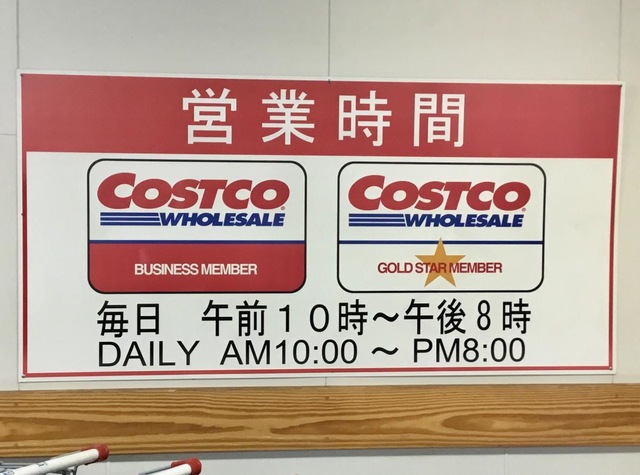 営業時間
COSTCO
WHOLESALE
BUSINESS MEMBER
COSTCO
WHOLESALE
GOLD STAR MEMBER
毎日 午前10時〜午後8時
DAILY AM10:00 〜 PM8:00